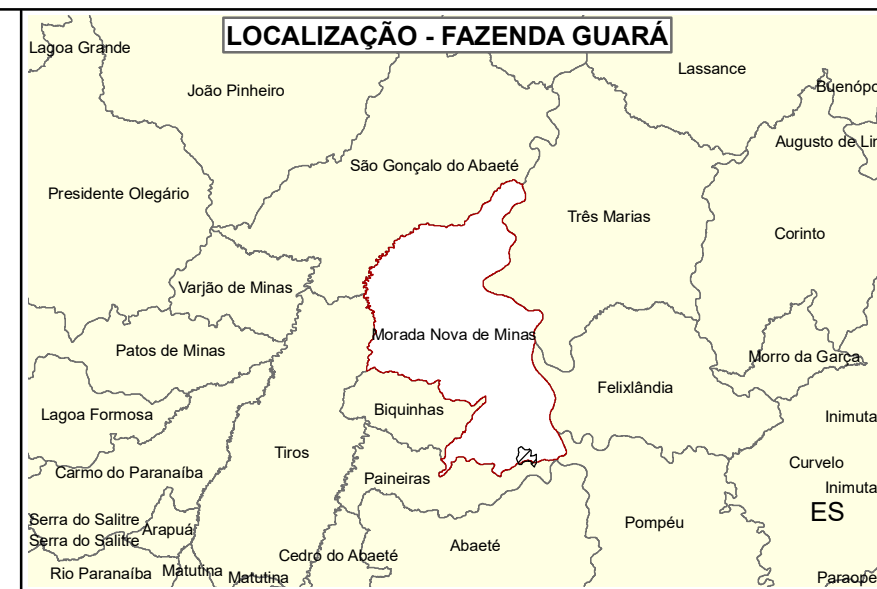 LOCALIZAÇÃO - FAZENDA GUARÁ
Lagoa Grande
Lassance
João Pinheiro
Buenópo
Augusto de Lir
São Gonçalo do Abaeté
Presidente Olegário
Três Marias
Corinto
Varjão de Minas
Morada Nova de Minas
Patos de Minas
Morro da Garça
Felixlândia
Lagoa Formosa
Biquinhas
Inimuta
Tiros
Curvelo
Carmo do Paranaíba
Paineiras
Inimuta
ES
Serra do Salitre
Arapuá
Pompéu
Serra do Salitre
Abaeté
Cedro do Abaeté
Rio Paranaíba
Matutina
Matutina
Paraope